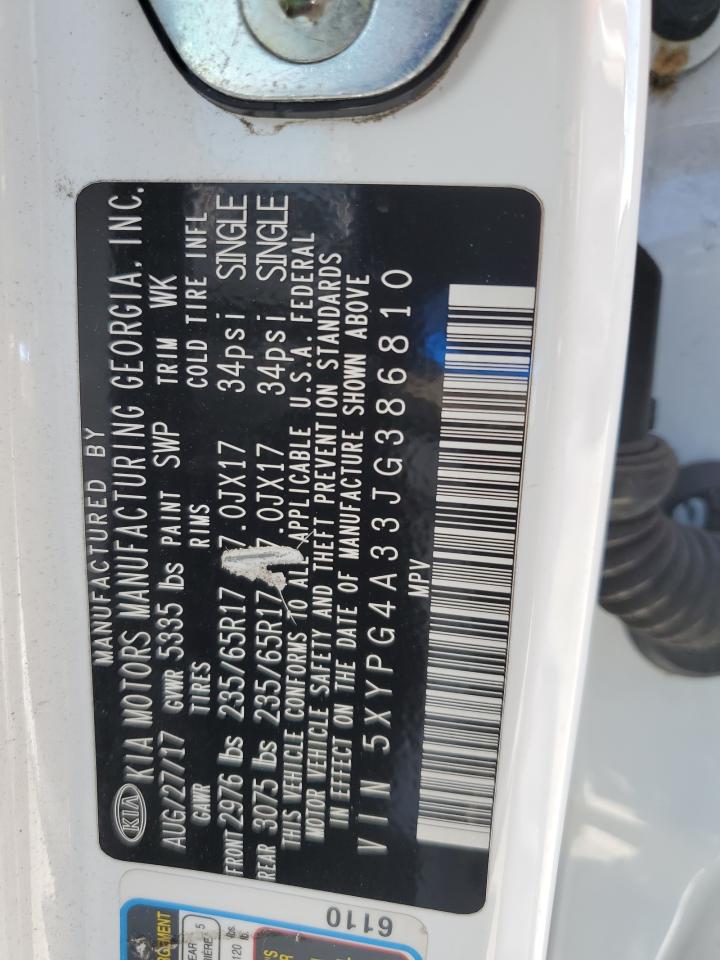 MANUFACTURED BY
KIA KIA MOTORS MANUFACTURING GEORGIA, INC.
AUG/27/17 GVWR 5335 lbs PAINT SWP TRIM WK
GAWR TIRES RIMS COLD TIRE INFL
FRONT 2976 lbs 235/65R17 7.0JX17 34psi SINGLE
REAR 3075 lbs 235/65R17 7.0JX17 34psi SINGLE
THIS VEHICLE CONFORMS TO ALL APPLICABLE U.S.A. FEDERAL
MOTOR VEHICLE SAFETY AND THEFT PREVENTION STANDARDS
IN EFFECT ON THE DATE OF MANUFACTURE SHOWN ABOVE
VIN 5XYPG4A33JG386810
MPV
6110